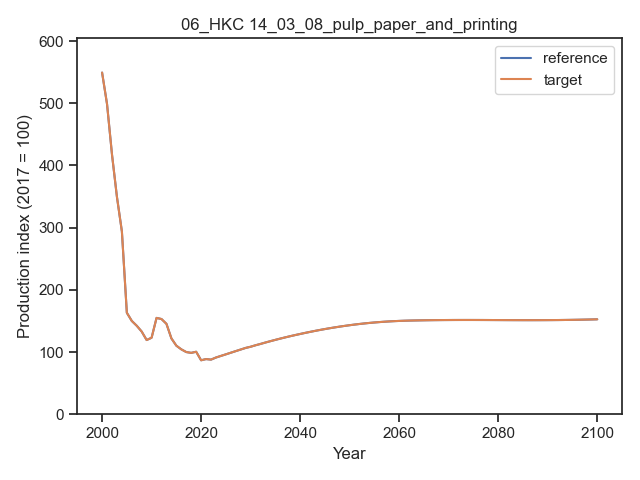 06_HKC 14_03_08_pulp_paper_and_printing
reference
target
Production index (2017 = 100)
600
500
400
300
200
100
0
2000
2020
2040
2060
2080
2100
Year